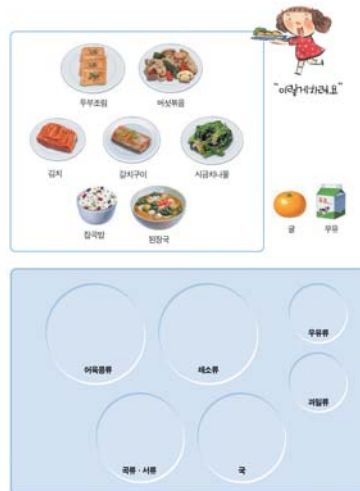 "이렇게차려요"
두부조림
버섯볶음
김치
갈치구이
시금치나물
잡곡밥
된장국
귤
우유
어육콩류
채소류
우유류
과일류
곡류·서류
국